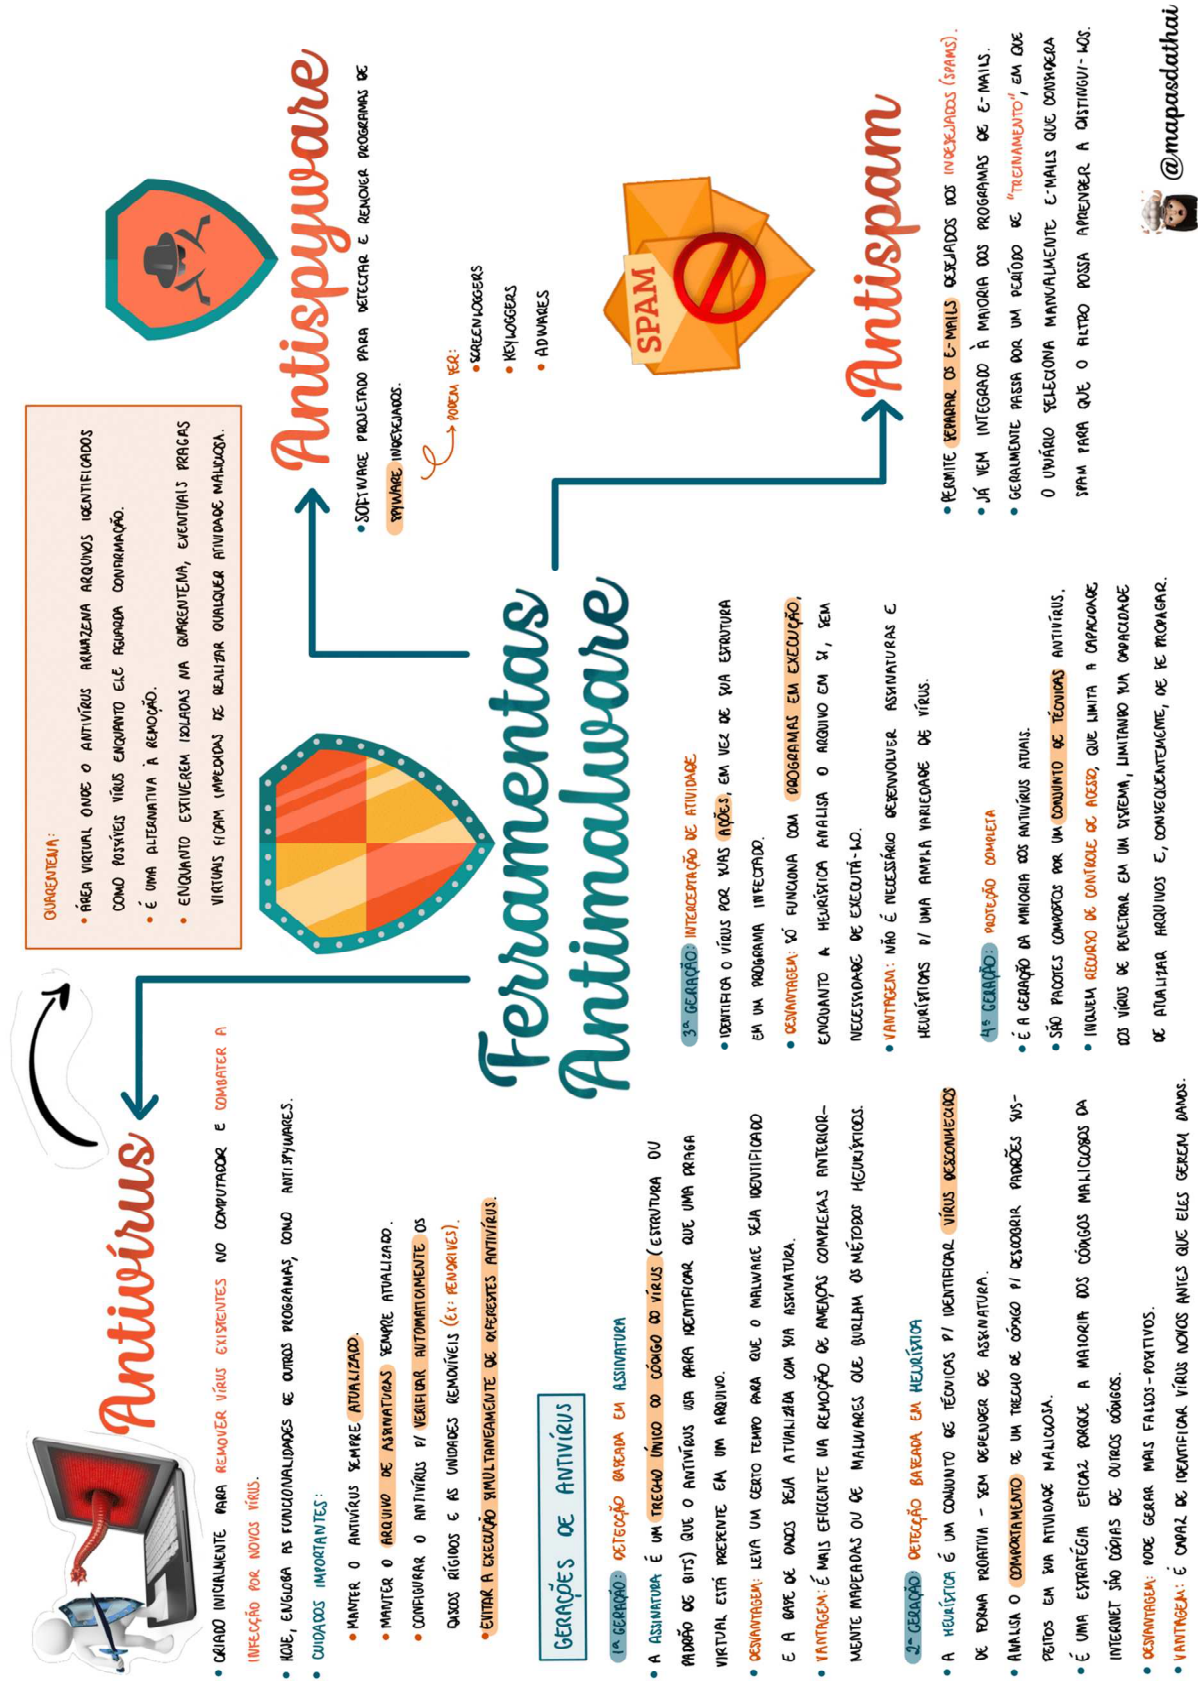 Ferramentas
Antimalware
Antivírus
• CRIADO INICIALMENTE PARA REMOVER VÍRUS EXISTENTES NO COMPUTADOR E COMBATER A
INFECÇÃO POR NOVOS VÍRUS.
• HOJE, ENGLOBA AS FUNCIONALIDADES DE OUTROS PROGRAMAS, COMO ANTISPYWARES.
• CUIDADOS IMPORTANTES:
• MANTER O ANTIVÍRUS SEMPRE ATUALIZADO.
• MANTER O ARQUIVO DE ASSINATURAS SEMPRE ATUALIZADO.
• CONFIGURAR O ANTIVÍRUS P/ VERIFICAR AUTOMATICAMENTE OS
DISCOS RÍGIDOS E AS UNIDADES REMOVÍVEIS (EX: PENDRIVES).
• EVITAR A EXECUÇÃO SIMULTANEAMENTE DE DIFERENTES ANTIVÍRUS.
QUARENTENA:
• ÁREA VIRTUAL ONDE O ANTIVÍRUS ARMAZENA ARQUIVOS IDENTIFICADOS
COMO POSSÍVEIS VÍRUS ENQUANTO ELE AGUARDA CONFIRMAÇÃO.
• É UMA ALTERNATIVA À REMOÇÃO.
• ENQUANTO ESTIVEREM ISOLADAS NA QUARENTENA, EVENTUAIS PRAGAS
VIRTUAIS FICAM IMPEDIDAS DE REALIZAR QUALQUER ATIVIDADE MALICIOSA.
Antispyware
• SOFTWARE PROJETADO PARA DETECTAR E REMOVER PROGRAMAS DE
SPYWARE INDESEJADOS.
PODEM SER:
• SCREENLOGGERS
• KEYLOGGERS
• ADWARES
GERAÇÕES DE ANTIVÍRUS
1ª GERAÇÃO: DETECÇÃO BASEADA EM ASSINATURA
• A ASSINATURA É UM TRECHO ÚNICO DO CÓDIGO DO VÍRUS (ESTRUTURA OU
PADRÃO DE BITS) QUE O ANTIVÍRUS USA PARA IDENTIFICAR QUE UMA PRAGA
VIRTUAL ESTÁ PRESENTE EM UM ARQUIVO.
• DESVANTAGEM: LEVA UM CERTO TEMPO PARA QUE O MALWARE SEJA IDENTIFICADO
E A BASE DE DADOS SEJA ATUALIZADA COM SUA ASSINATURA.
• VANTAGEM: É MAIS EFICIENTE NA REMOÇÃO DE AMEAÇAS COMPLEXAS ANTERIOR-
MENTE MAPEADAS OU DE MALWARES QUE BURLAM OS MÉTODOS HEURÍSTICOS.
2ª GERAÇÃO: DETECÇÃO BASEADA EM HEURÍSTICA
• A HEURÍSTICA É UM CONJUNTO DE TÉCNICAS P/ IDENTIFICAR VÍRUS DESCONHECIDOS
DE FORMA PROATIVA - SEM DEPENDER DE ASSINATURA.
• ANALISA O COMPORTAMENTO DE UM TRECHO DE CÓDIGO P/ DESCOBRIR PADRÕES SUS-
PEITOS EM SUA ATIVIDADE MALICIOSA.
• É UMA ESTRATÉGIA EFICAZ PORQUE A MAIORIA DOS CÓDIGOS MALICIOSOS DA
INTERNET SÃO CÓPIAS DE OUTROS CÓDIGOS.
• DESVANTAGEM: PODE GERAR MAIS FALSOS-POSITIVOS.
• VANTAGEM: É CAPAZ DE IDENTIFICAR VÍRUS NOVOS ANTES QUE ELES GEREM DANOS.
3ª GERAÇÃO: INTERCEPTAÇÃO DE ATIVIDADE
• IDENTIFICA O VÍRUS POR SUAS AÇÕES, EM VEZ DE SUA ESTRUTURA
EM UM PROGRAMA INFECTADO.
• DESVANTAGEM: SÓ FUNCIONA COM PROGRAMAS EM EXECUÇÃO,
ENQUANTO A HEURÍSTICA ANALISA O ARQUIVO EM SI, SEM
NECESSIDADE DE EXECUTÁ-LO.
• VANTAGEM: NÃO É NECESSÁRIO DESENVOLVER ASSINATURAS E
HEURÍSTICAS P/ UMA AMPLA VARIEDADE DE VÍRUS.
4ª GERAÇÃO: PROTEÇÃO COMPLETA
• É A GERAÇÃO DA MAIORIA DOS ANTIVÍRUS ATUAIS.
• SÃO PACOTES COMPOSTOS POR UM CONJUNTO DE TÉCNICAS ANTIVÍRUS.
• INCLUEM RECURSO DE CONTROLE DE ACESSO, QUE LIMITA A CAPACIDADE
DOS VÍRUS DE PENETRAR EM UM SISTEMA, LIMITANDO SUA CAPACIDADE
DE ATUALIZAR ARQUIVOS E, CONSEQUENTEMENTE, DE SE PROPAGAR.
SPAM
Antispam
• PERMITE SEPARAR OS E-MAILS DESEJADOS DOS INDESEJADOS (SPAMS).
• JÁ VEM INTEGRADO À MAIORIA DOS PROGRAMAS DE E-MAILS.
• GERALMENTE PASSA POR UM PERÍODO DE "TREINAMENTO", EM QUE
O USUÁRIO SELECIONA MANUALMENTE E-MAILS QUE CONSIDERA
SPAM PARA QUE O FILTRO POSSA APRENDER A DISTINGUI-LOS.
@mapasdathai